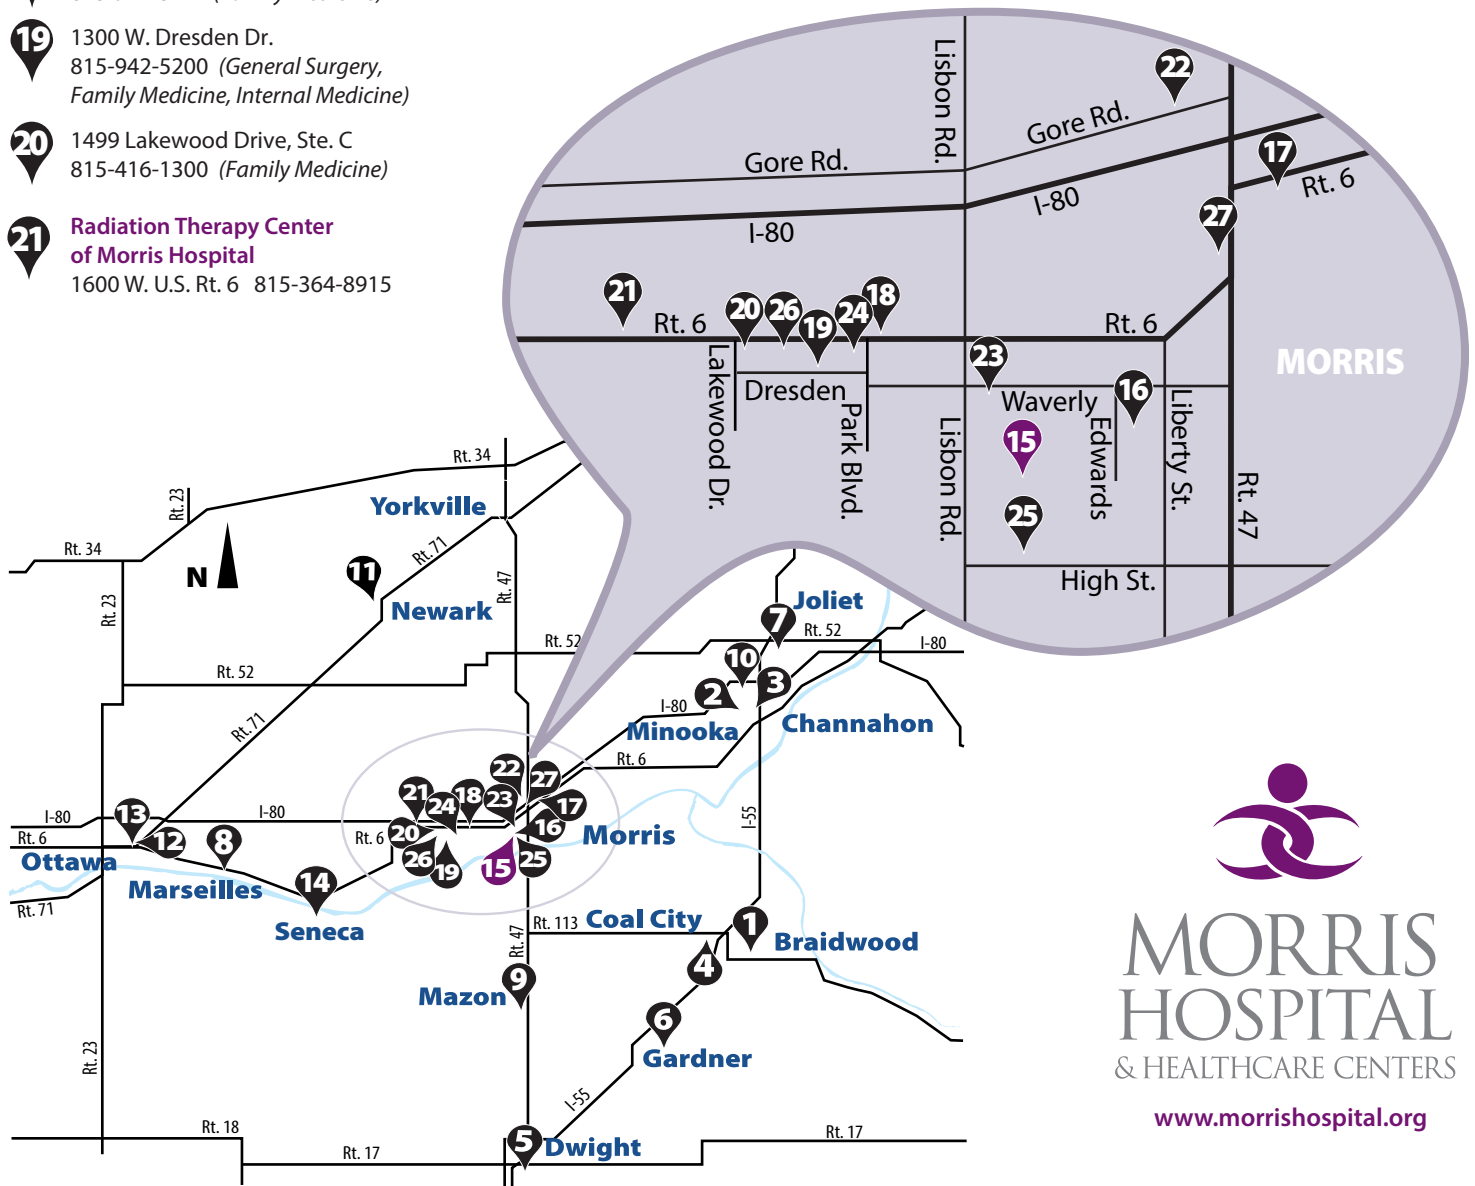 19
1300 W. Dresden Dr.
815-942-5200 (General Surgery,
Family Medicine, Internal Medicine)
20
1499 Lakewood Drive, Ste. C
815-416-1300 (Family Medicine)
21
Radiation Therapy Center
of Morris Hospital
1600 W. U.S. Rt. 6 815-364-8915
Lisbon Rd.
22
Gore Rd.
Gore Rd.
17
Rt. 6
I-80
I-80
27
21
20
26
19
24
18
Rt. 6
Rt. 6
23
MORRIS
Lakewood Dr.
Dresden
Park Blvd.
Waverly
16
Lisbon Rd.
15
Edwards
Liberty St.
Rt. 47
25
High St.
Rt. 34
Rt. 23
Yorkville
Rt. 34
N
11
Rt. 71
Rt. 47
Rt. 23
Newark
Joliet
7
Rt. 52
Rt. 52
I-80
10
Rt. 52
2
3
I-80
Rt. 71
Minooka
Channahon
Rt. 6
22
27
21
24
18
23
17
13
I-80
I-80
I-55
Rt. 6
12
8
Rt. 6
20
16
Morris
Ottawa
26
19
15
25
Marseilles
14
Rt. 71
Seneca
Rt. 47
Rt. 113
Coal City
1
Braidwood
4
9
Mazon
6
Gardner
Rt. 23
I-55
Rt. 18
5
Dwight
Rt. 17
Rt. 17
MORRIS
HOSPITAL
& HEALTHCARE CENTERS
www.morrishospital.org